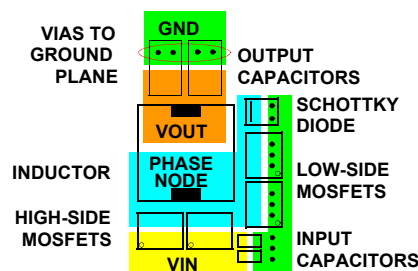 GND
VIAS TO
GROUND
PLANE
OUTPUT
CAPACITORS
SCHOTTKY
DIODE
VOUT
INDUCTOR
PHASE
NODE
LOW-SIDE
MOSFETS
HIGH-SIDE
MOSFETS
INPUT
CAPACITORS
VIN